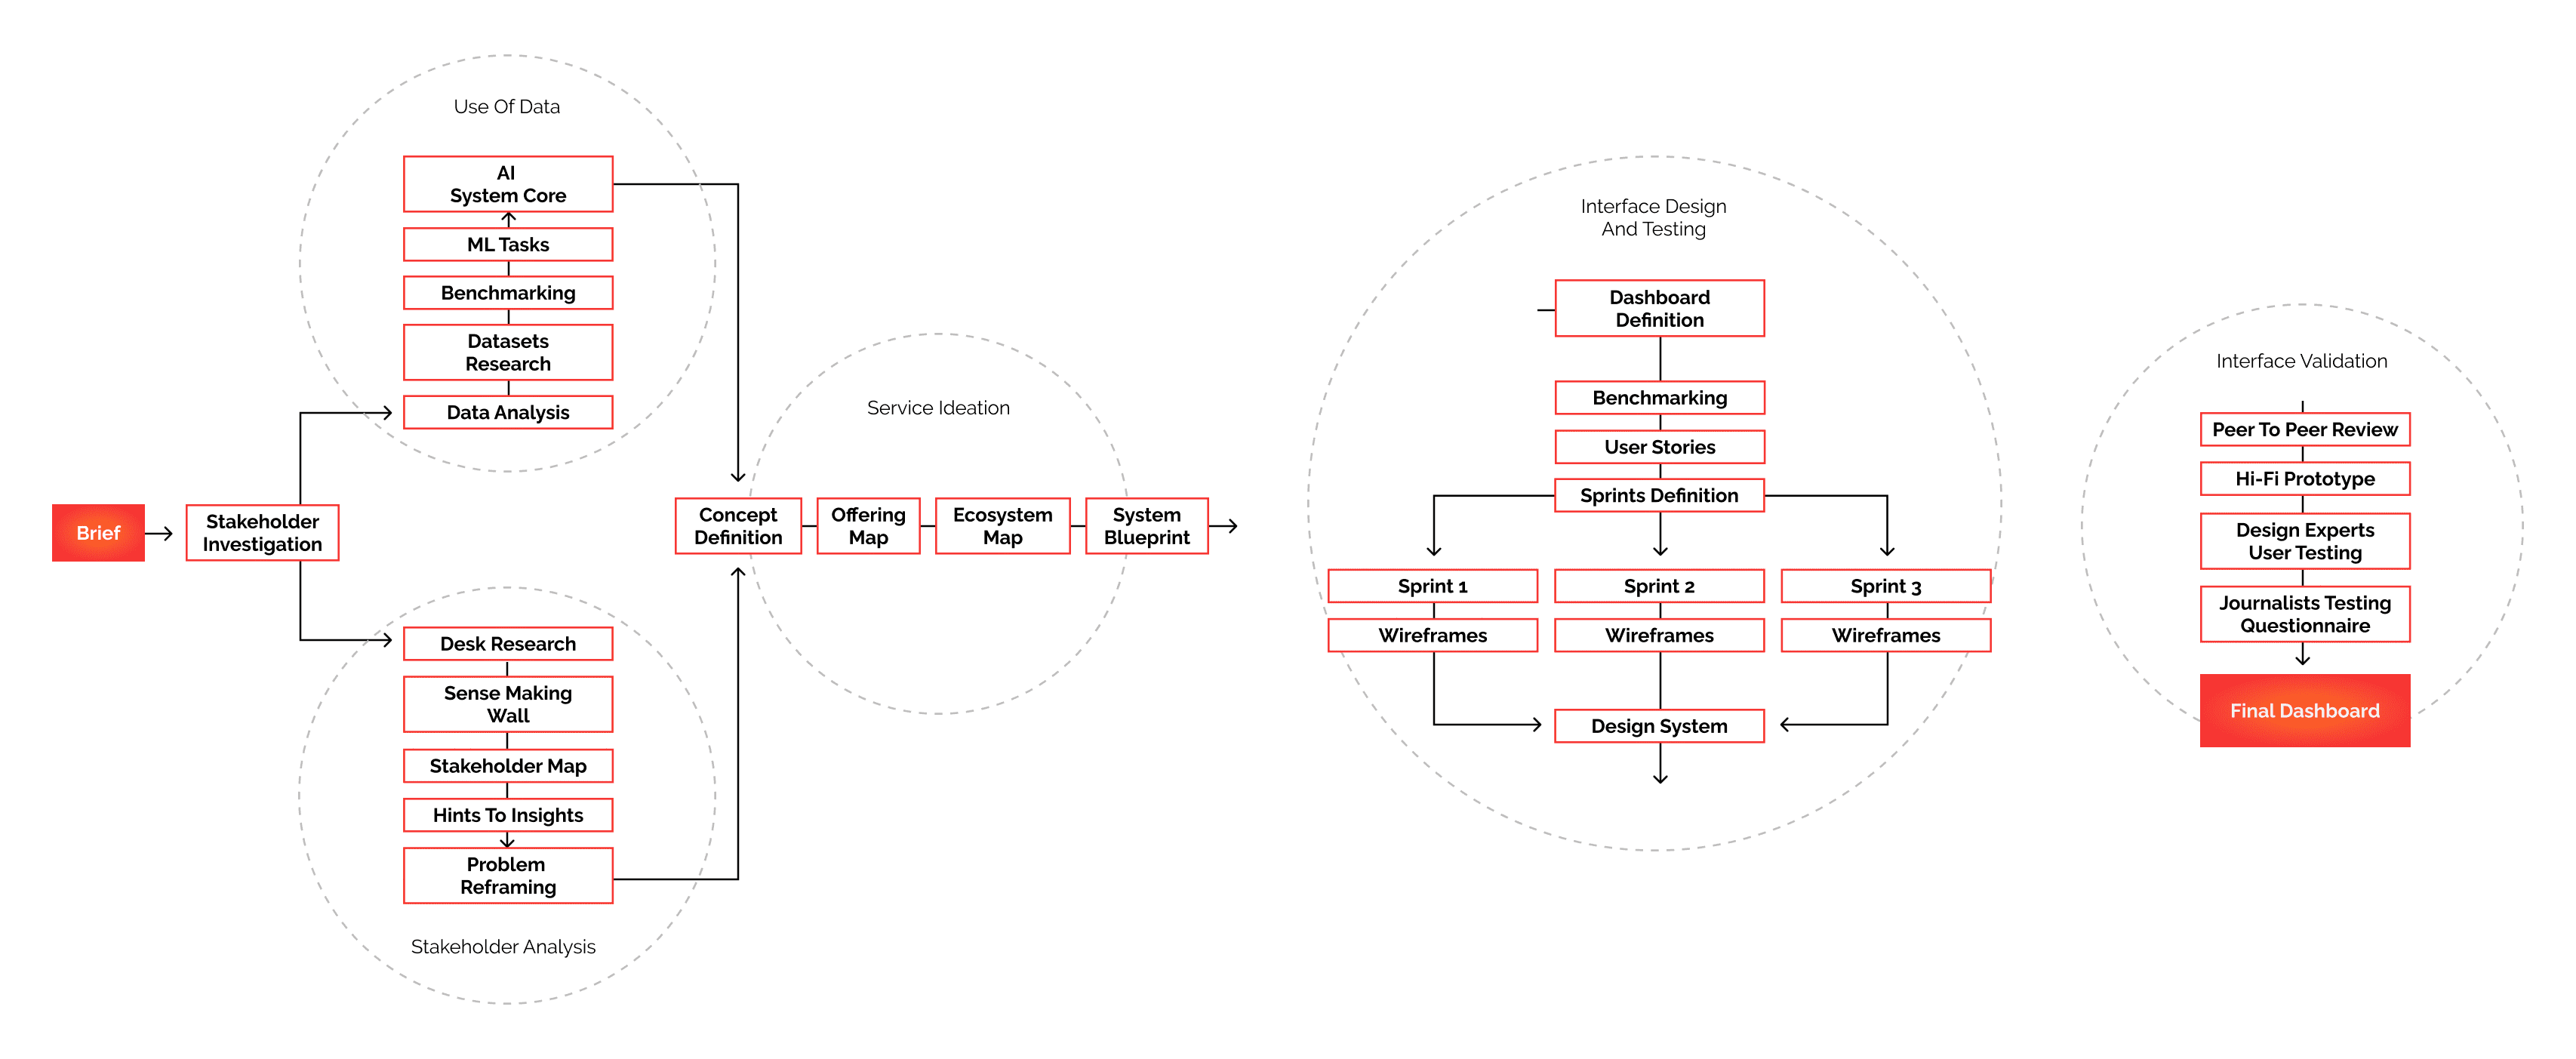 Use Of Data
AI
System Core
ML Tasks
Benchmarking
Datasets
Research
Data Analysis
Brief
Stakeholder
Investigation
Desk Research
Sense Making
Wall
Stakeholder Map
Hints To Insights
Problem
Reframing
Stakeholder Analysis
Service Ideation
Concept
Definition
Offering
Map
Ecosystem
Map
System
Blueprint
Interface Design
And Testing
Dashboard
Definition
Benchmarking
User Stories
Sprints Definition
Sprint 1
Wireframes
Sprint 2
Wireframes
Sprint 3
Wireframes
Design System
Interface Validation
Peer To Peer Review
Hi-Fi Prototype
Design Experts
User Testing
Journalists Testing
Questionnaire
Final Dashboard